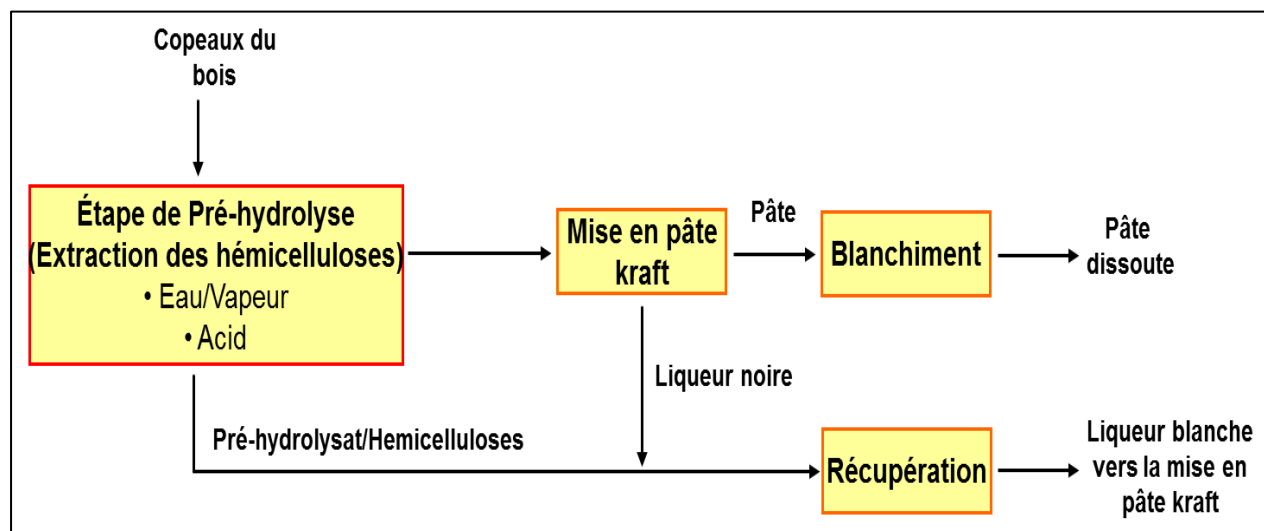 Copeaux du
bois
Étape de Pré-hydrolyse
(Extraction des hémicelluloses)
• Eau/Vapeur
• Acid
Mise en pâte
kraft
Pâte
Blanchiment
Pâte
dissoute
Liqueur noire
Pré-hydrolysat/Hemicelluloses
Récupération
Liqueur blanche
vers la mise en
pâte kraft